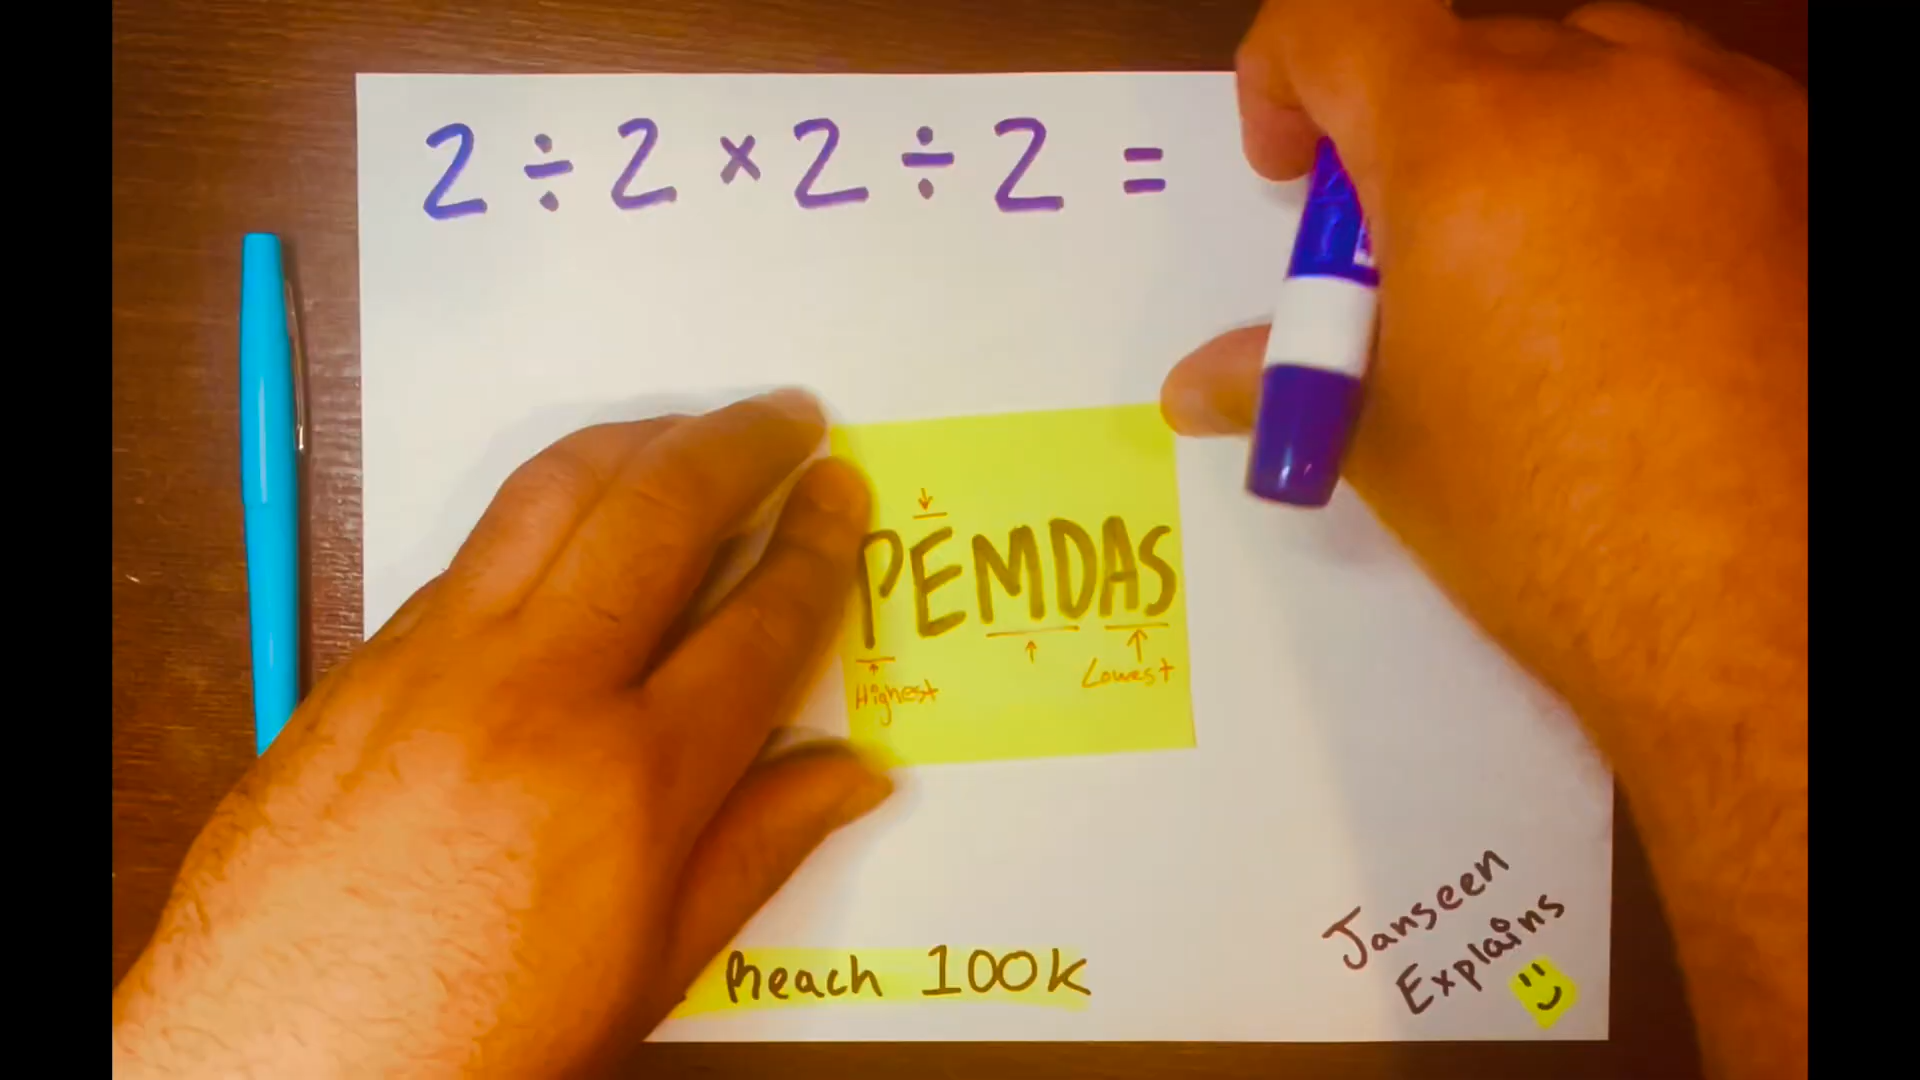 2 ÷ 2 × 2 ÷ 2 =
PEMDAS
Highest
Lowest
Reach 100k
Janseen
Explains